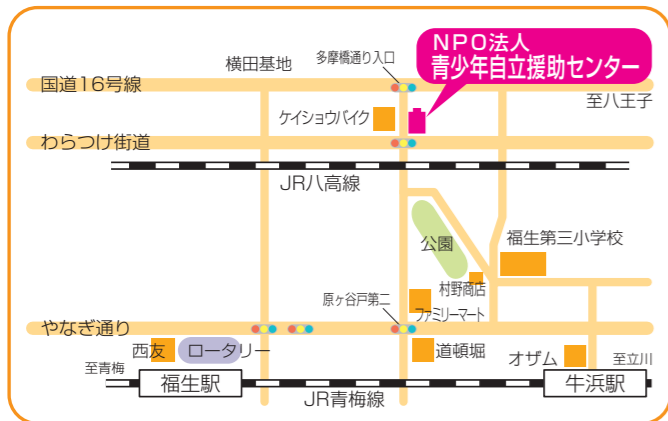 NPO法人
青少年自立援助センター
多摩橋通り入口
横田基地
国道16号線
至八王子
ケイショウバイク
わらつけ街道
JR八高線
公園
福生第三小学校
村野商店
原ヶ谷戸第二
ファミリーマート
やなぎ通り
西友
ロータリー
道頓堀
オザム
至青梅
至立川
福生駅
牛浜駅
JR青梅線